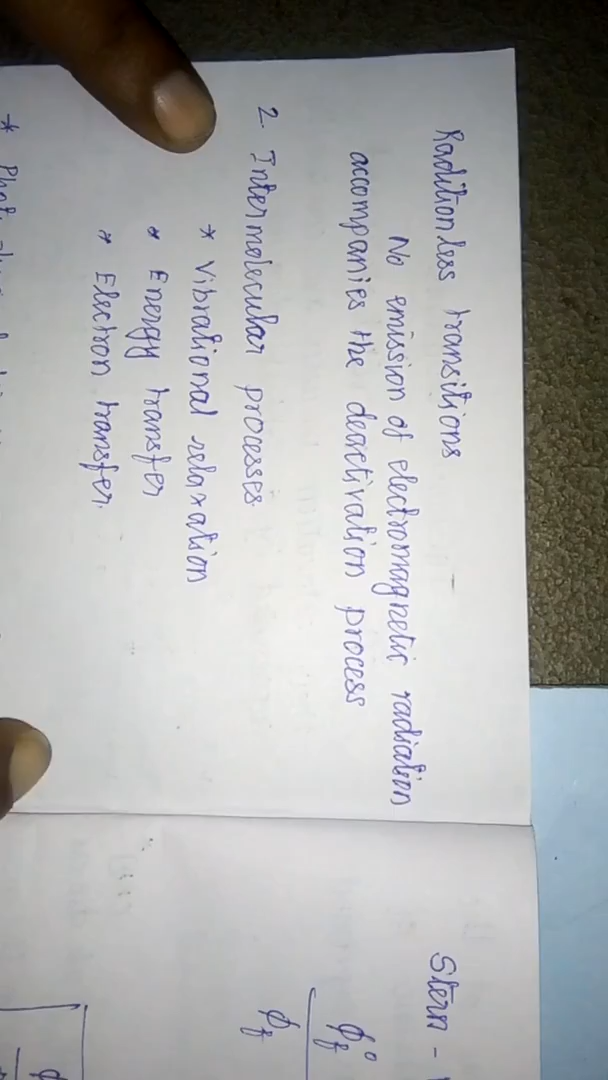 Raditionless transitions
No emission of electromagnetic radiation
accompanies the deactivation process
2. Intermolecular processes.
* Vibrational relaxation
* Energy transfer
* Electron transfer.
Stern -
ϕf°
ϕf